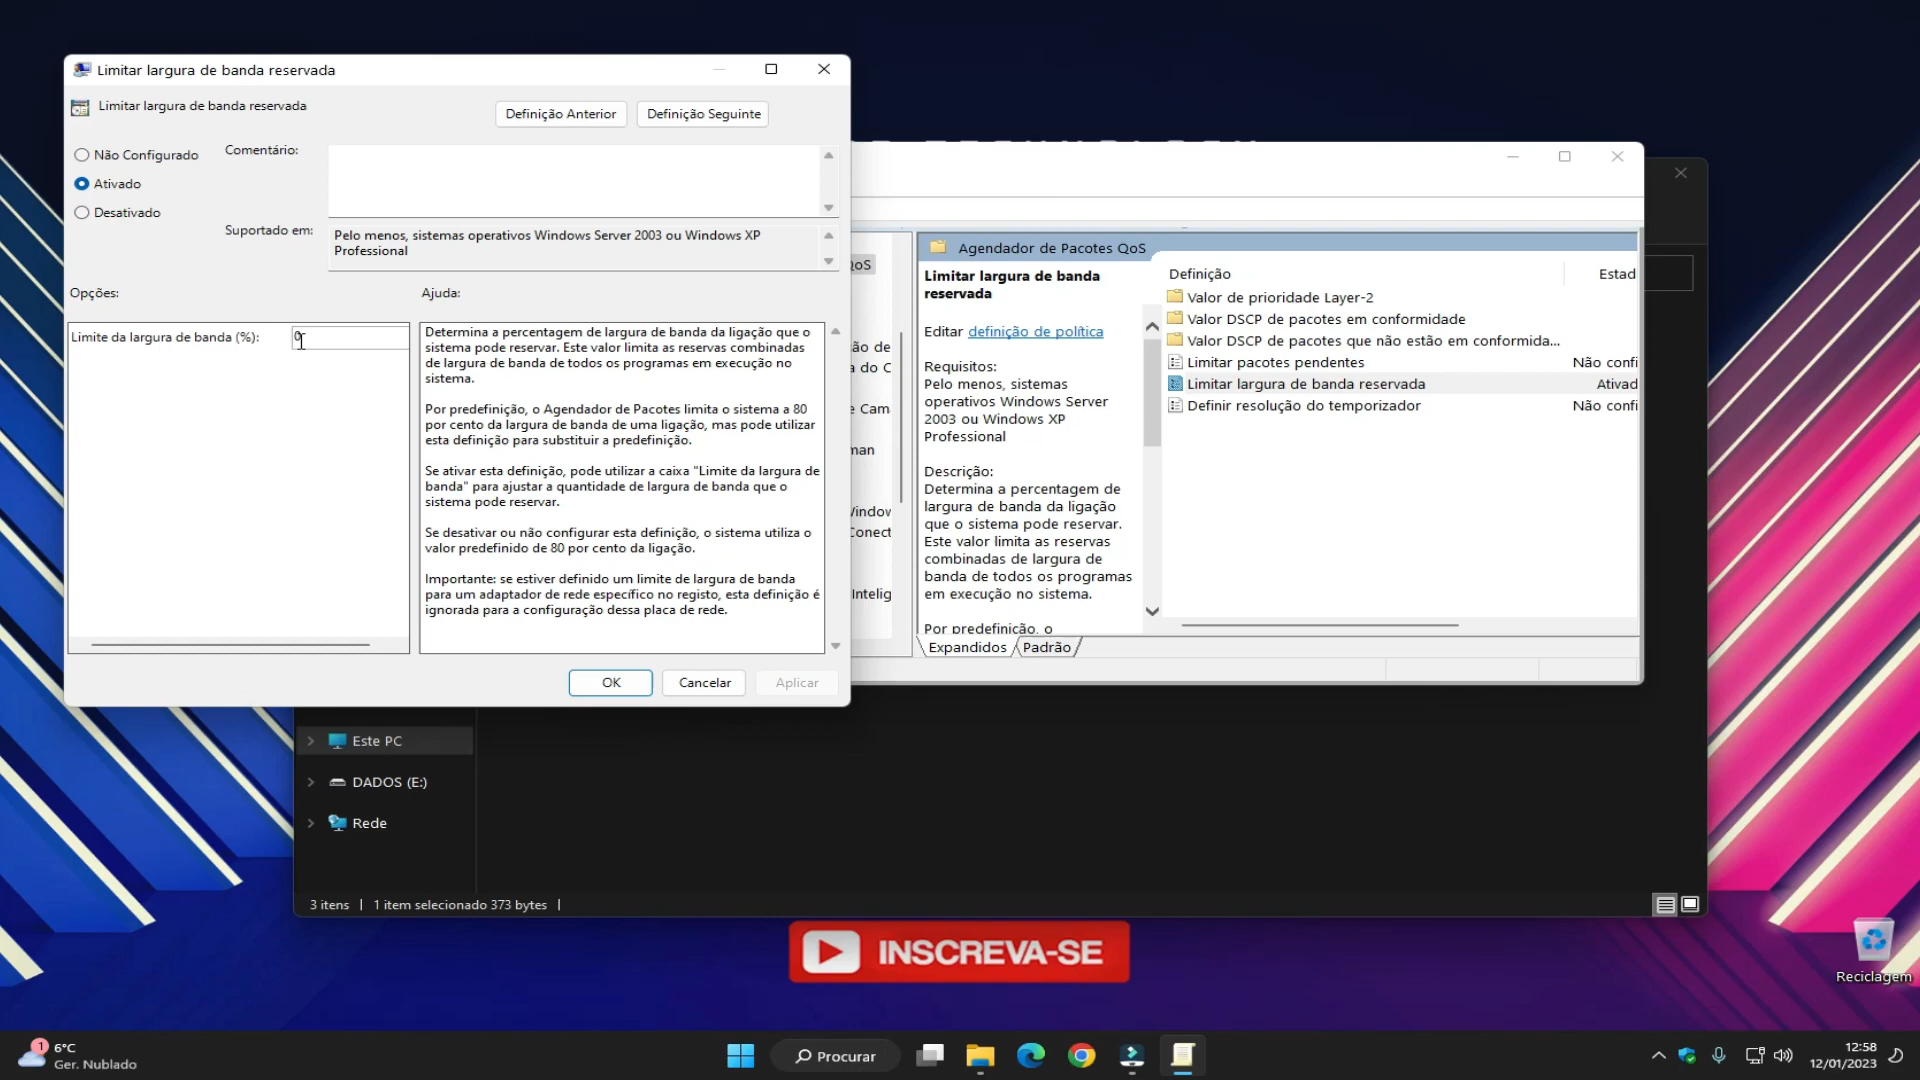 Limitar largura de banda reservada
Limitar largura de banda reservada
Definição Anterior
Definição Seguinte
Não Configurado
Ativado
Desativado
Comentário:
Suportado em:
Pelo menos, sistemas operativos Windows Server 2003 ou Windows XP
Professional
Opções:
Ajuda:
Limite da largura de banda (%):
0
Determina a percentagem de largura de banda da ligação que o
sistema pode reservar. Este valor limita as reservas combinadas
de largura de banda de todos os programas em execução no
sistema.
Por predefinição, o Agendador de Pacotes limita o sistema a 80
por cento da largura de banda de uma ligação, mas pode utilizar
esta definição para substituir a predefinição.
Se ativar esta definição, pode utilizar a caixa "Limite da largura de
banda" para ajustar a quantidade de largura de banda que o
sistema pode reservar.
Se desativar ou não configurar esta definição, o sistema utiliza o
valor predefinido de 80 por cento da ligação.
Importante: se estiver definido um limite de largura de banda
para um adaptador de rede específico no registo, esta definição é
ignorada para a configuração dessa placa de rede.
OK
Cancelar
Aplicar
QoS
ão de
a do C
e Cam
man
Window
Conect
Intelig
Agendador de Pacotes QoS
Limitar largura de banda
reservada
Editar definição de política
Requisitos:
Pelo menos, sistemas
operativos Windows Server
2003 ou Windows XP
Professional
Descrição:
Determina a percentagem de
largura de banda da ligação
que o sistema pode reservar.
Este valor limita as reservas
combinadas de largura de
banda de todos os programas
em execução no sistema.
Por predefinição, o
Definição
Estad
Valor de prioridade Layer-2
Valor DSCP de pacotes em conformidade
Valor DSCP de pacotes que não estão em conformida...
Limitar pacotes pendentes
Não confi
Limitar largura de banda reservada
Ativad
Definir resolução do temporizador
Não confi
Expandidos
Padrão
Este PC
DADOS (E:)
Rede
3 itens
1 item selecionado 373 bytes
INSCREVA-SE
Reciclagem
1
6°C
Ger. Nublado
Procurar
12:58
12/01/2023